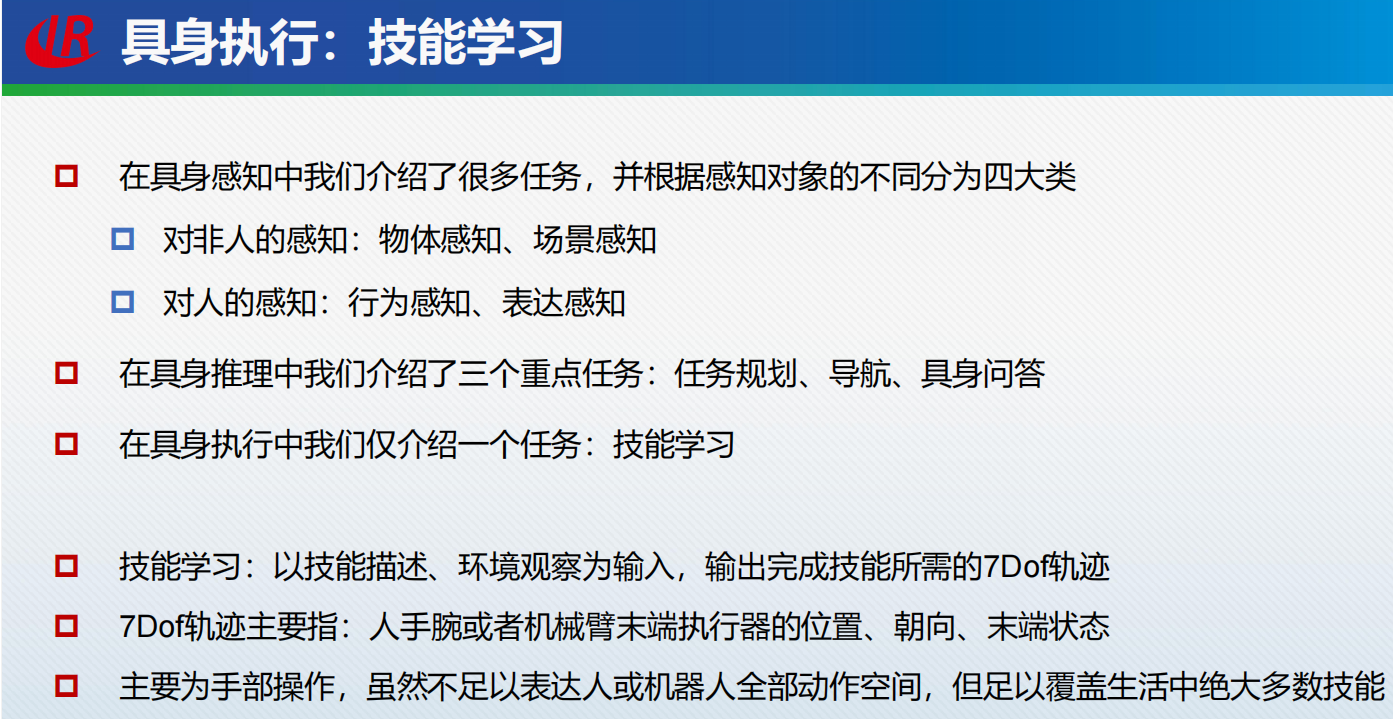 IR
具身执行：技能学习
在具身感知中我们介绍了很多任务，并根据感知对象的不同分为四大类
对非人的感知：物体感知、场景感知
对人的感知：行为感知、表达感知
在具身推理中我们介绍了三个重点任务：任务规划、导航、具身问答
在具身执行中我们仅介绍一个任务：技能学习
技能学习：以技能描述、环境观察为输入，输出完成技能所需的7Dof轨迹
7Dof轨迹主要指：人手腕或者机械臂末端执行器的位置、朝向、末端状态
主要为手部操作，虽然不足以表达人或机器人全部动作空间，但足以覆盖生活中绝大多数技能